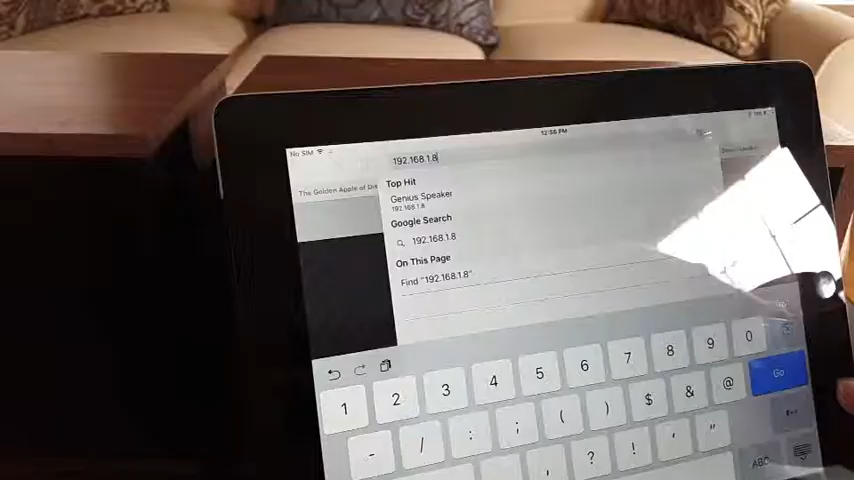 No SIM
12:56 PM
192.168.1.8
The Golden Apple of Di
Top Hit
Genius Speaker
192.168.1.8
Google Search
192.168.1.8
On This Page
Find "192.168.1.8"
1 2 3 4 5 6 7 8 9 0
- / : ; ( ) $ & @ Go
, ? ! ' "
ABC